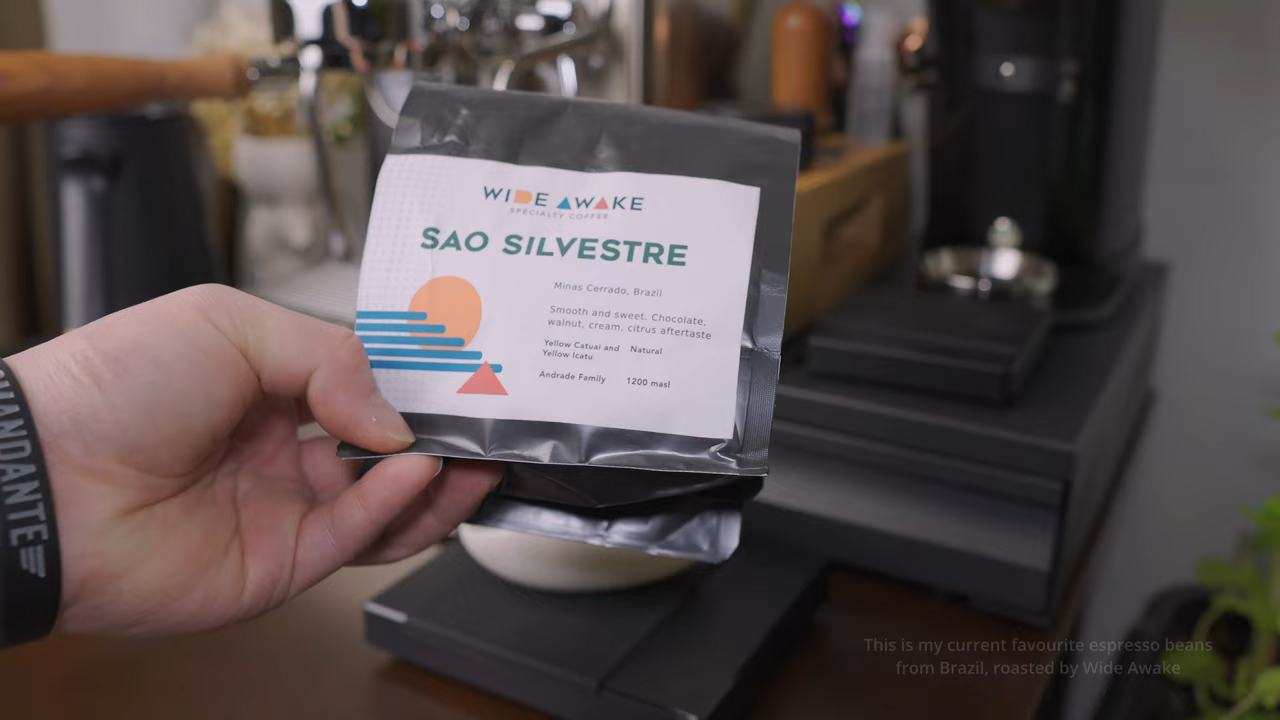 WIDE AWAKE
SPECIALTY COFFEE
SAO SILVESTRE
Minas Cerrado, Brazil
Smooth and sweet. Chocolate,
walnut, cream, citrus aftertaste
Yellow Catuai and Natural
Yellow Icatu
Andrade Family 1200 masl
MANDANTE
This is my current favourite espresso beans
from Brazil, roasted by Wide Awake